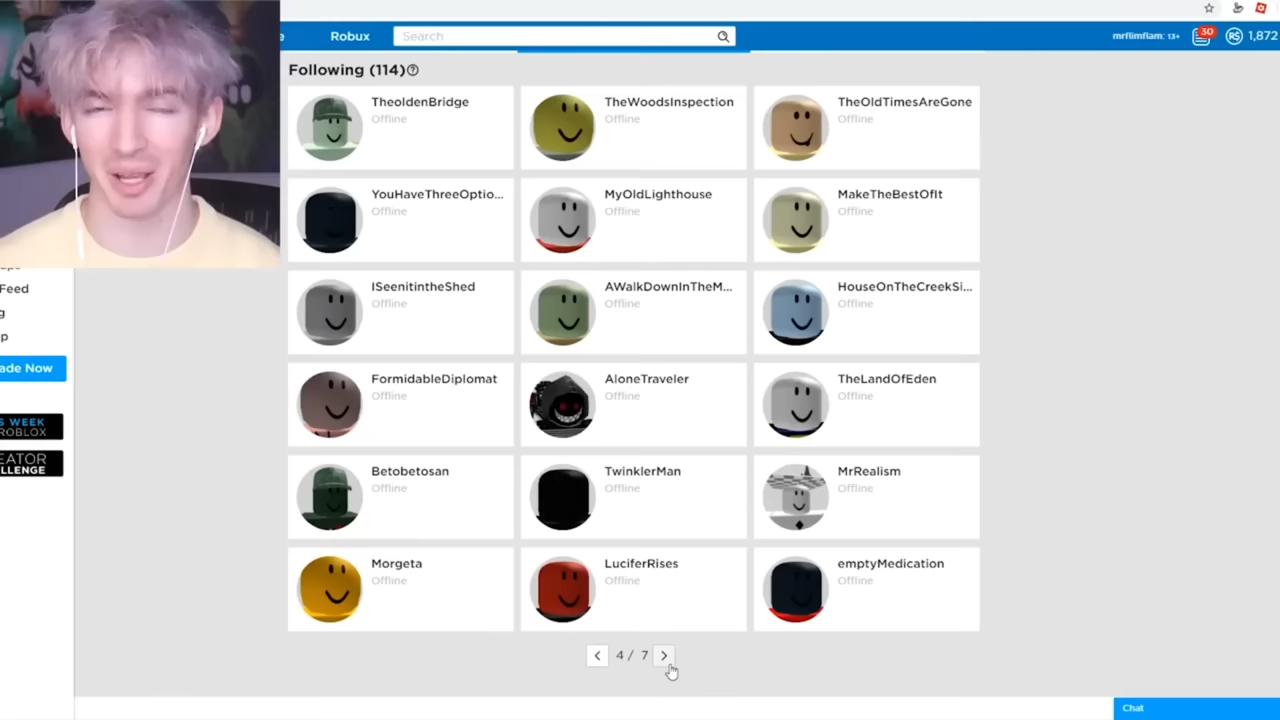 e Robux Search mrflimflam: 13+ 30 1,872
Following (114)
TheoldenBridge
Offline
TheWoodsInspection
Offline
TheOldTimesAreGone
Offline
YouHaveThreeOptio...
Offline
MyOldLighthouse
Offline
MakeTheBestOfIt
Offline
ISeenitintheShed
Offline
AWalkDownInTheM...
Offline
HouseOnTheCreekSi...
Offline
FormidableDiplomat
Offline
AloneTraveler
Offline
TheLandOfEden
Offline
Betobetosan
Offline
TwinklerMan
Offline
MrRealism
Offline
Morgeta
Offline
LuciferRises
Offline
emptyMedication
Offline
4 / 7
Feed
g
p
ade Now
S WEEK
ROBLOX
EATOR
LLENGE
Chat